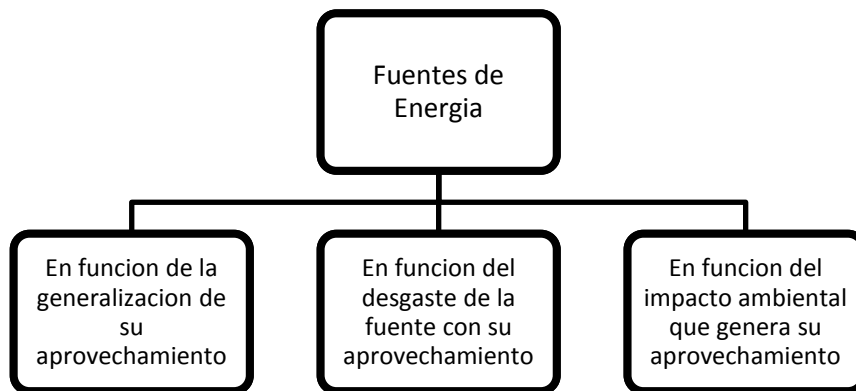 Fuentes de
Energia
En funcion de la
generalizacion de
su
aprovechamiento
En funcion del
desgaste de la
fuente con su
aprovechamiento
En funcion del
impacto ambiental
que genera su
aprovechamiento